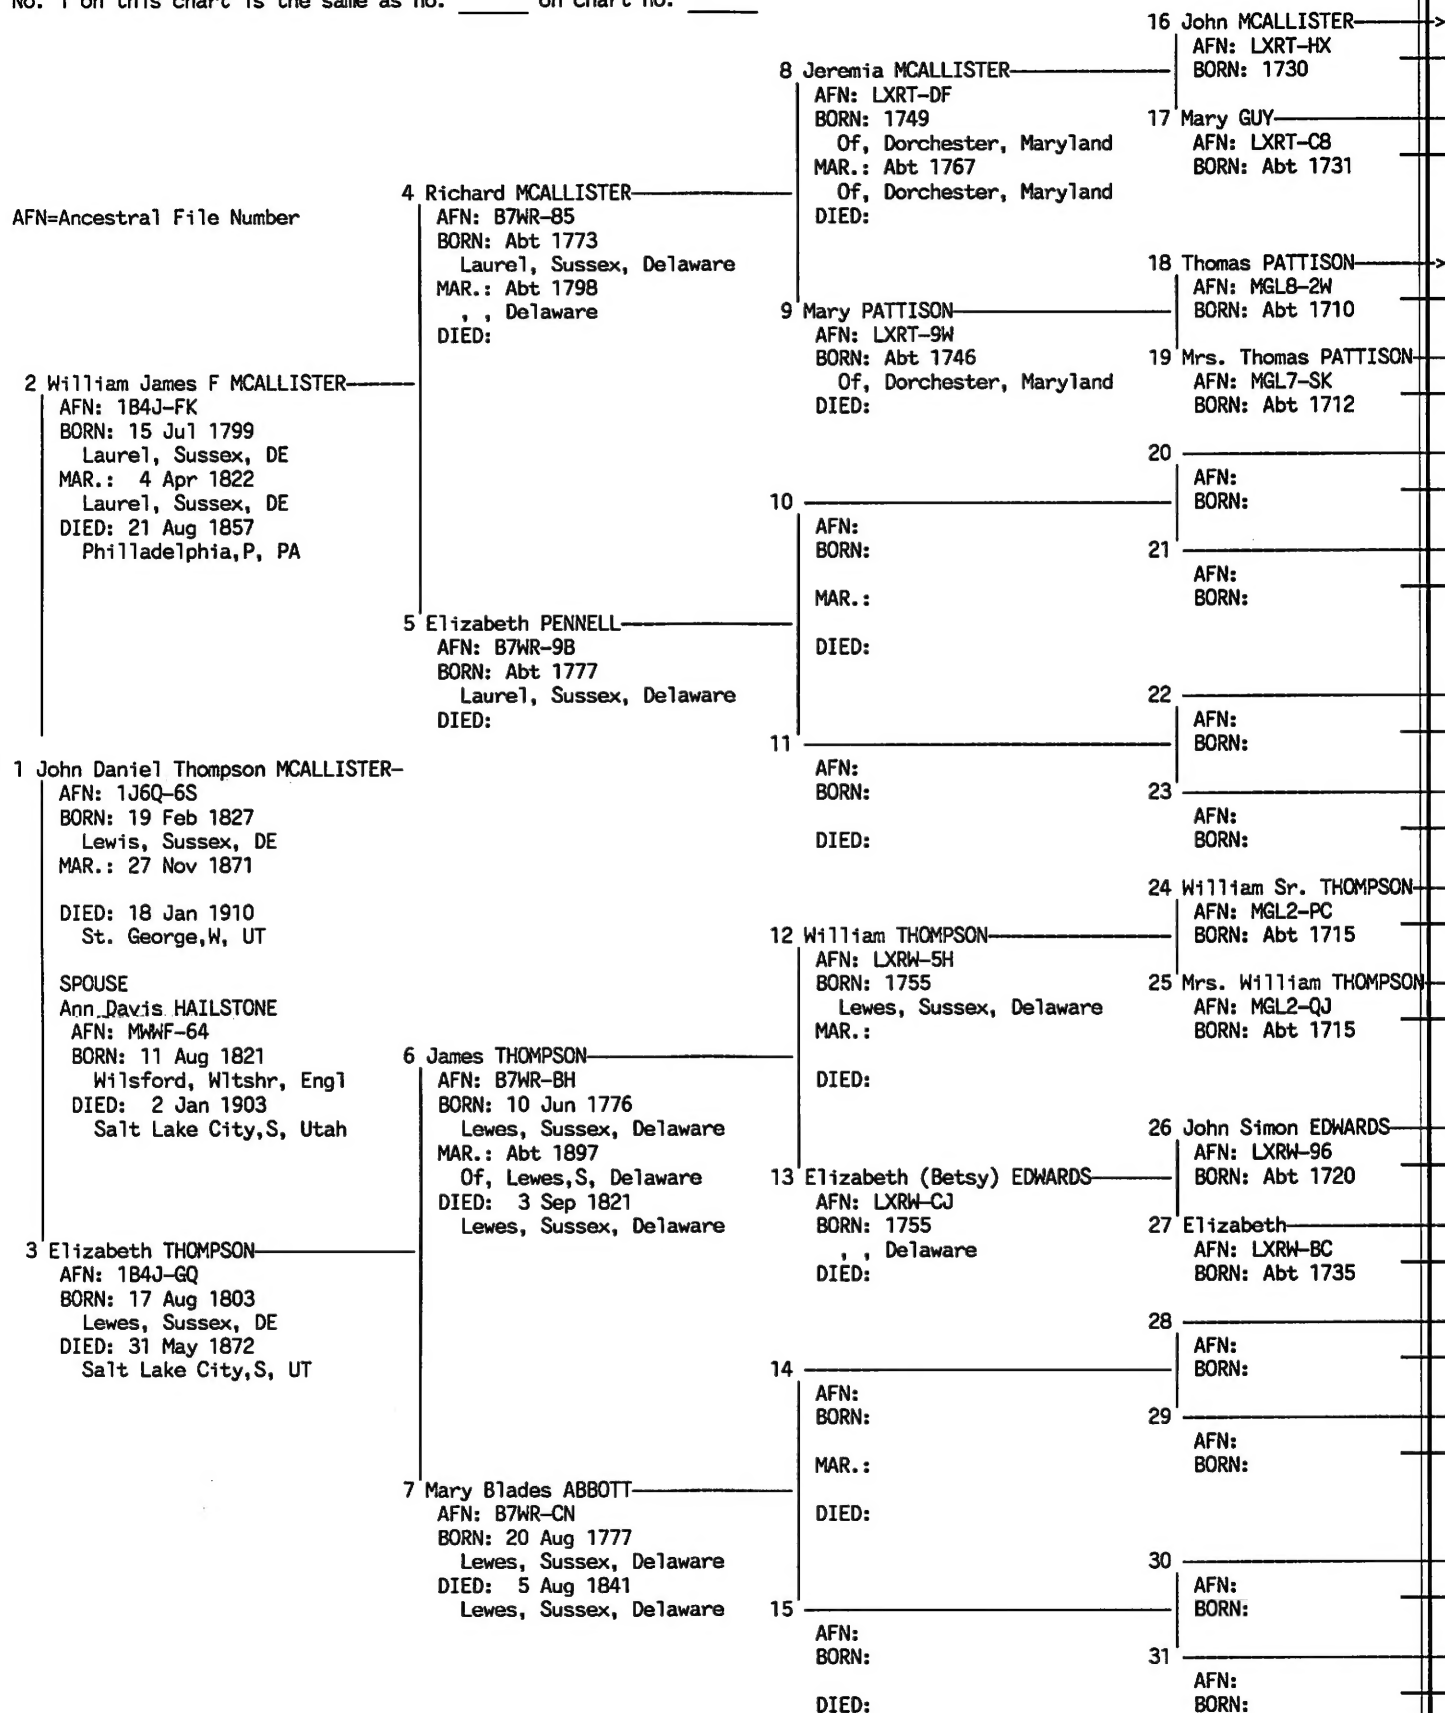 No. 1 on this chart is the same as no. _____ on chart no. _____
AFN=Ancestral File Number
2 William James F MCALLISTER
AFN: 1B4J-FK
BORN: 15 Jul 1799
Laurel, Sussex, DE
MAR.: 4 Apr 1822
Laurel, Sussex, DE
DIED: 21 Aug 1857
Philladelphia,P, PA
1 John Daniel Thompson MCALLISTER
AFN: 1J6Q-6S
BORN: 19 Feb 1827
Lewis, Sussex, DE
MAR.: 27 Nov 1871
DIED: 18 Jan 1910
St. George,W, UT
SPOUSE
Ann Davis HAILSTONE
AFN: MWWF-64
BORN: 11 Aug 1821
Wilsford, Wltshr, Engl
DIED: 2 Jan 1903
Salt Lake City,S, Utah
3 Elizabeth THOMPSON
AFN: 1B4J-GQ
BORN: 17 Aug 1803
Lewes, Sussex, DE
DIED: 31 May 1872
Salt Lake City,S, UT
4 Richard MCALLISTER
AFN: B7WR-85
BORN: Abt 1773
Laurel, Sussex, Delaware
MAR.: Abt 1798
, , Delaware
DIED:
5 Elizabeth PENNELL
AFN: B7WR-9B
BORN: Abt 1777
Laurel, Sussex, Delaware
DIED:
6 James THOMPSON
AFN: B7WR-BH
BORN: 10 Jun 1776
Lewes, Sussex, Delaware
MAR.: Abt 1897
Of, Lewes,S, Delaware
DIED: 3 Sep 1821
Lewes, Sussex, Delaware
7 Mary Blades ABBOTT
AFN: B7WR-CN
BORN: 20 Aug 1777
Lewes, Sussex, Delaware
DIED: 5 Aug 1841
Lewes, Sussex, Delaware
8 Jeremia MCALLISTER
AFN: LXRT-DF
BORN: 1749
Of, Dorchester, Maryland
MAR.: Abt 1767
Of, Dorchester, Maryland
DIED:
9 Mary PATTISON
AFN: LXRT-9W
BORN: Abt 1746
Of, Dorchester, Maryland
DIED:
10
AFN:
BORN:
MAR.:
DIED:
11
AFN:
BORN:
DIED:
12 William THOMPSON
AFN: LXRW-5H
BORN: 1755
Lewes, Sussex, Delaware
MAR.:
DIED:
13 Elizabeth (Betsy) EDWARDS
AFN: LXRW-CJ
BORN: 1755
, , Delaware
DIED:
14
AFN:
BORN:
MAR.:
DIED:
15
AFN:
BORN:
DIED:
16 John MCALLISTER
AFN: LXRT-HX
BORN: 1730
17 Mary GUY
AFN: LXRT-C8
BORN: Abt 1731
18 Thomas PATTISON
AFN: MGL8-2W
BORN: Abt 1710
19 Mrs. Thomas PATTISON
AFN: MGL7-SK
BORN: Abt 1712
20
AFN:
BORN:
21
AFN:
BORN:
22
AFN:
BORN:
23
AFN:
BORN:
24 William Sr. THOMPSON
AFN: MGL2-PC
BORN: Abt 1715
25 Mrs. William THOMPSON
AFN: MGL2-QJ
BORN: Abt 1715
26 John Simon EDWARDS
AFN: LXRW-96
BORN: Abt 1720
27 Elizabeth
AFN: LXRW-BC
BORN: Abt 1735
28
AFN:
BORN:
29
AFN:
BORN:
30
AFN:
BORN:
31
AFN:
BORN: